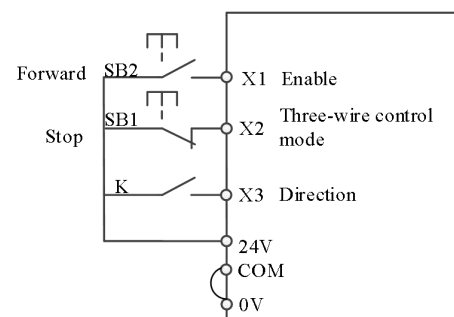 Forward SB2 X1 Enable
Stop SB1 X2 Three-wire control
mode
K X3 Direction
24V
COM
0V